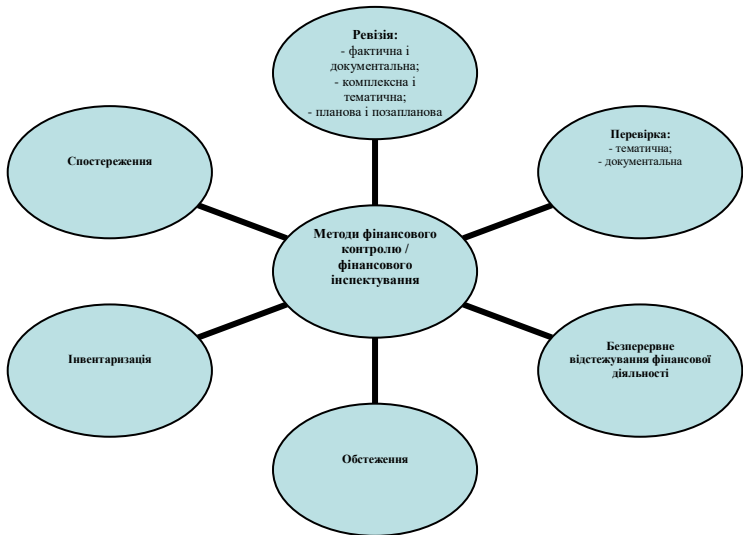 Ревізія:
- фактична і
документальна;
- комплексна і
тематична;
- планова і позапланова
Перевірка:
- тематична;
- документальна
Спостереження
Методи фінансового
контролю /
фінансового
інспектування
Інвентаризація
Безперервне
відстежування фінансової
діяльності
Обстеження